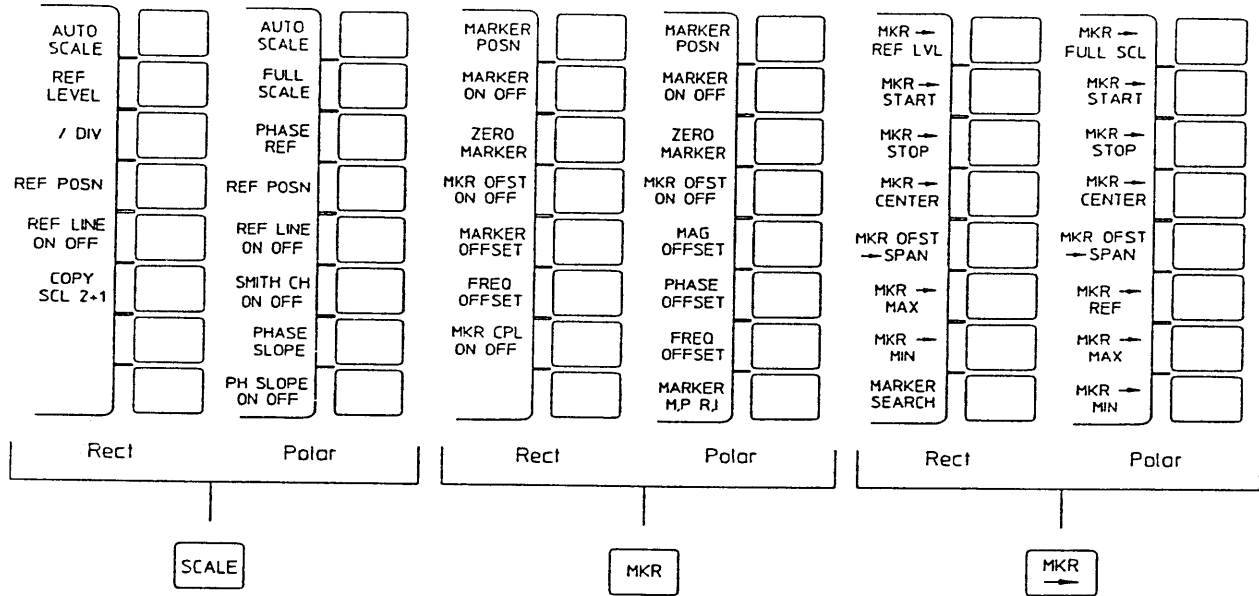 AUTO
SCALE
REF
LEVEL
/ DIV
REF POSN
REF LINE
ON OFF
COPY
SCL 2→1
AUTO
SCALE
FULL
SCALE
PHASE
REF
REF POSN
REF LINE
ON OFF
SMITH CH
ON OFF
PHASE
SLOPE
PH SLOPE
ON OFF
Rect
Polar
SCALE
MARKER
POSN
MARKER
ON OFF
ZERO
MARKER
MKR OFST
ON OFF
MARKER
OFFSET
FREQ
OFFSET
MKR CPL
ON OFF
MARKER
POSN
MARKER
ON OFF
ZERO
MARKER
MKR OFST
ON OFF
MAG
OFFSET
PHASE
OFFSET
FREQ
OFFSET
MARKER
M,P R,I
Rect
Polar
MKR
MKR →
REF LVL
MKR →
START
MKR →
STOP
MKR →
CENTER
MKR OFST
→ SPAN
MKR →
MAX
MKR →
MIN
MARKER
SEARCH
MKR →
FULL SCL
MKR →
START
MKR →
STOP
MKR →
CENTER
MKR OFST
→ SPAN
MKR →
REF
MKR →
MAX
MKR →
MIN
Rect
Polar
MKR
→